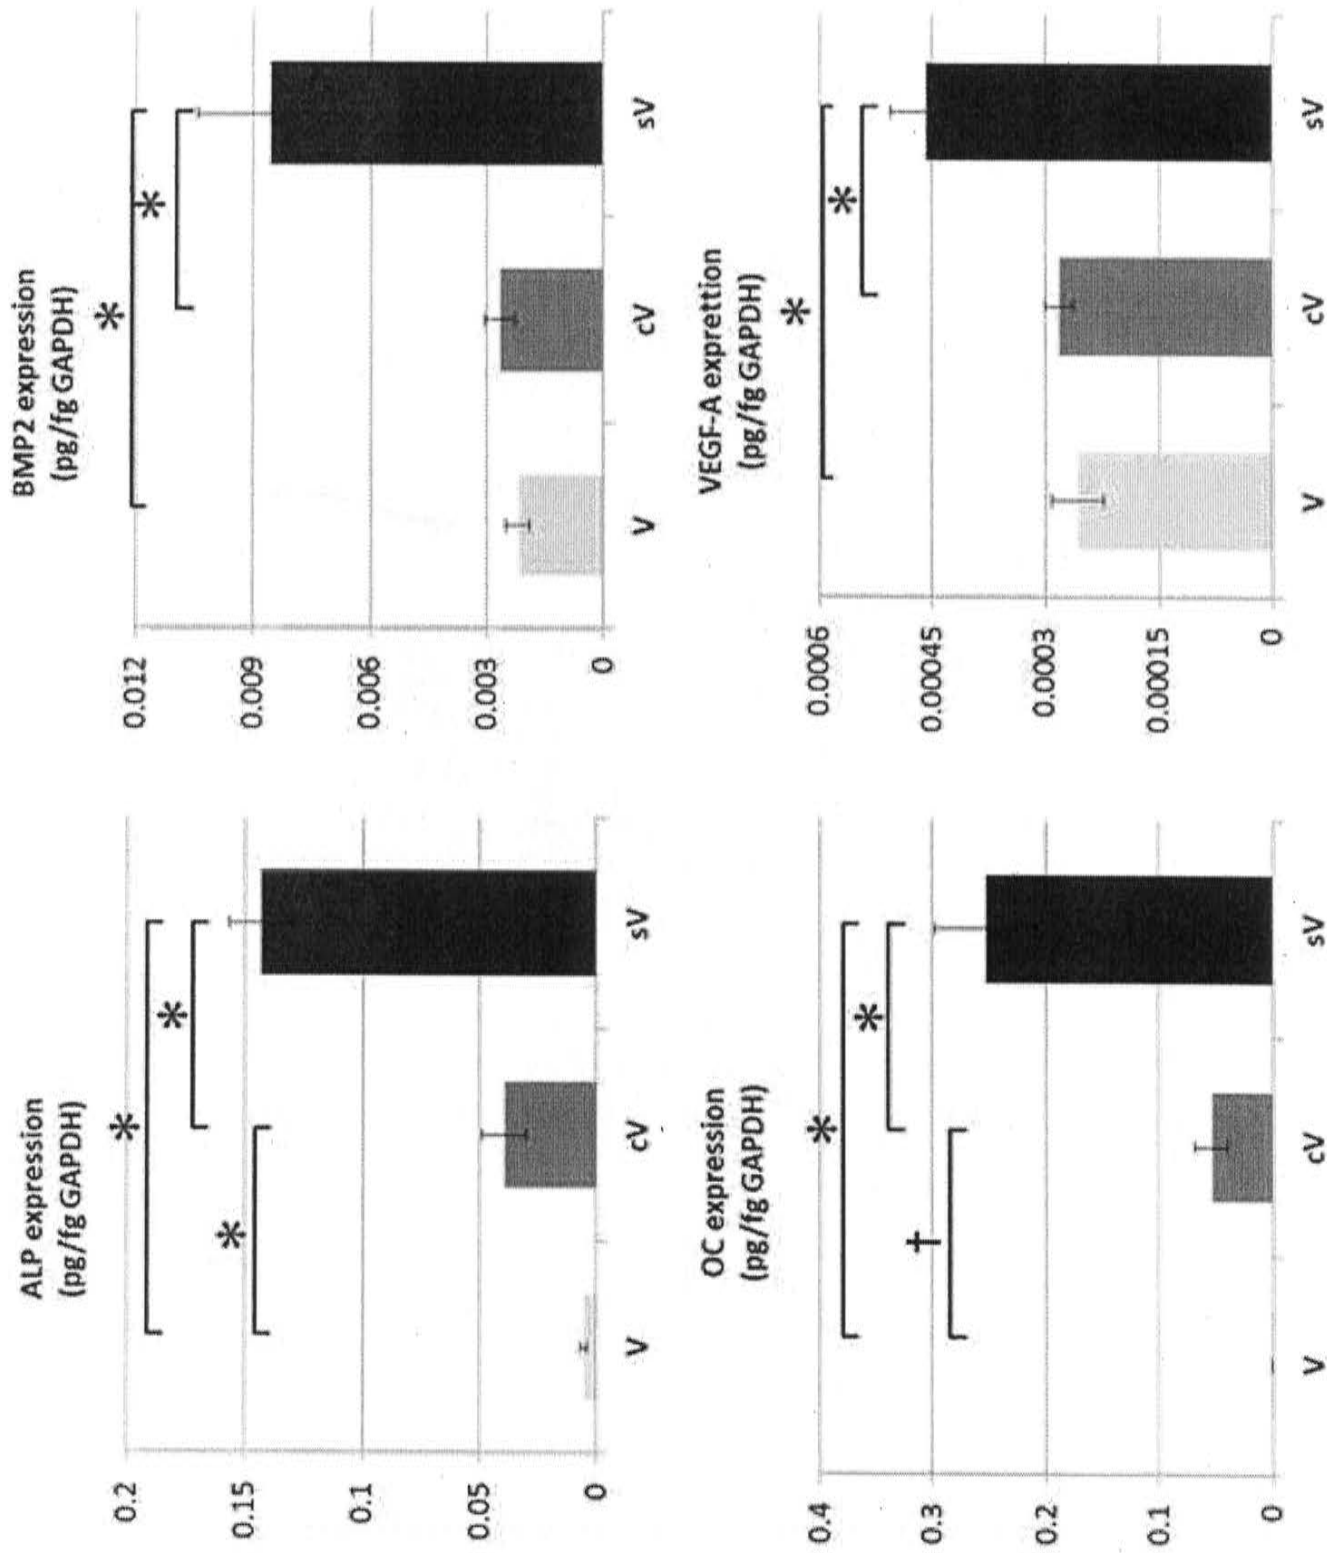 ALP expression
(pg/fg GAPDH)
0.2
0.15
0.1
0.05
0
*
*
*
V
cV
sV
BMP2 expression
(pg/fg GAPDH)
0.012
0.009
0.006
0.003
0
*
*
V
cV
sV
OC expression
(pg/fg GAPDH)
0.4
0.3
0.2
0.1
0
*
*
†
V
cV
sV
VEGF-A exprettion
(pg/fg GAPDH)
0.0006
0.00045
0.0003
0.00015
0
*
*
V
cV
sV